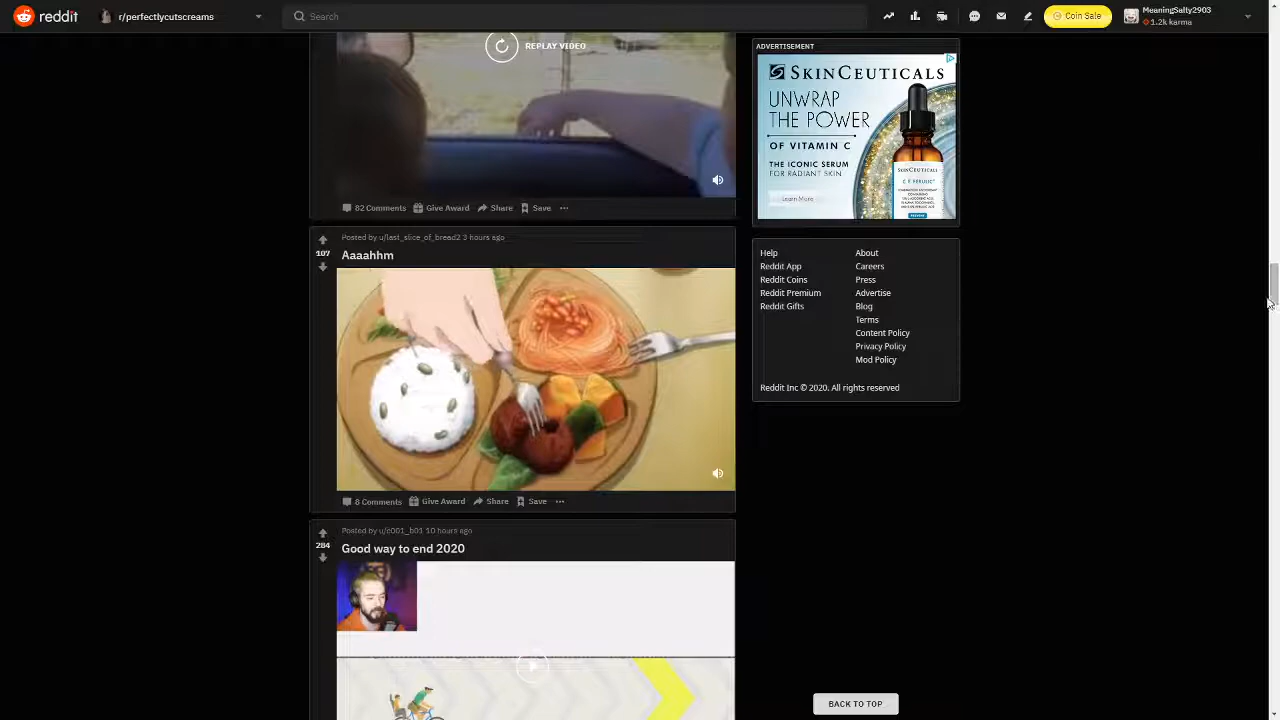 reddit
r/perfectlycutscreams
Search
Coin Sale
MeaningSalty2903
1.2k karma
REPLAY VIDEO
82 Comments Give Award Share Save
Posted by u/last_slice_of_bread2 3 hours ago
107
Aaaahhm
8 Comments Give Award Share Save
Posted by u/c001_b01 10 hours ago
284
Good way to end 2020
ADVERTISEMENT
SKINCEUTICALS
UNWRAP
THE POWER
OF VITAMIN C
THE ICONIC SERUM
FOR RADIANT SKIN
Learn More
SKINCEUTICALS
C E FERULIC
Help
Reddit App
Reddit Coins
Reddit Premium
Reddit Gifts
About
Careers
Press
Advertise
Blog
Terms
Content Policy
Privacy Policy
Mod Policy
Reddit Inc © 2020. All rights reserved
BACK TO TOP